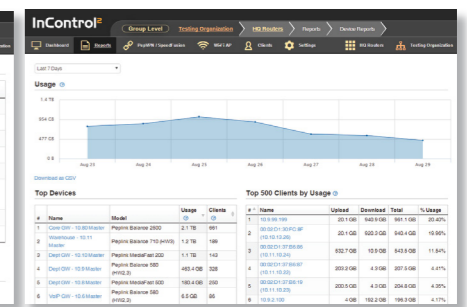 InControl²
Group Level Testing Organization HQ Routers Reports Device Reports
Dashboard Reports PepVPN / SpeedFusion WiFi AP Clients Settings HQ Routers Testing Organization
Last 7 Days
Usage
1.4 TB
954 GB
477 GB
0 B
Aug 23 Aug 24 Aug 25 Aug 26 Aug 27 Aug 28 Aug 29
Download as CSV
Top Devices
# Name Model Usage Clients
1 Core GW - 10.80 Master Peplink Balance 2500 2.1 TB 681
2 Warehouse - 10.11 Master Peplink Balance 710 (HW3) 1.2 TB
3 Dept GW - 10.10 Master Peplink MediaFast 200 1.1 TB 143
4 Dept GW - 10.9 Master Peplink Balance 580 (HW2,3) 463.4 GB 328
5 Dept GW - 10.8 Master Peplink MediaFast 500 160.4 GB 250
6 VoIP GW - 10.6 Master Peplink Balance 580 (HW2,3) 8.5 GB 86
Top 500 Clients by Usage
# Name Upload Download Total % Usage
1 10.9.66.199 20.1 GB 940.9 GB 961.1 GB 20.40%
2 (10.10.13.26) 20.1 GB 920.3 GB 940.4 GB 19.96%
3 (10.11.10.24) 532.7 GB 10.9 GB 543.6 GB 11.54%
4 (10.11.10.23) 203.2 GB 4.3 GB 207.5 GB 4.41%
5 (10.11.10.22) 200.5 GB 4.3 GB 204.8 GB 4.35%
6 10.9.2.100 4 GB 192.2 GB 196.3 GB 4.17%